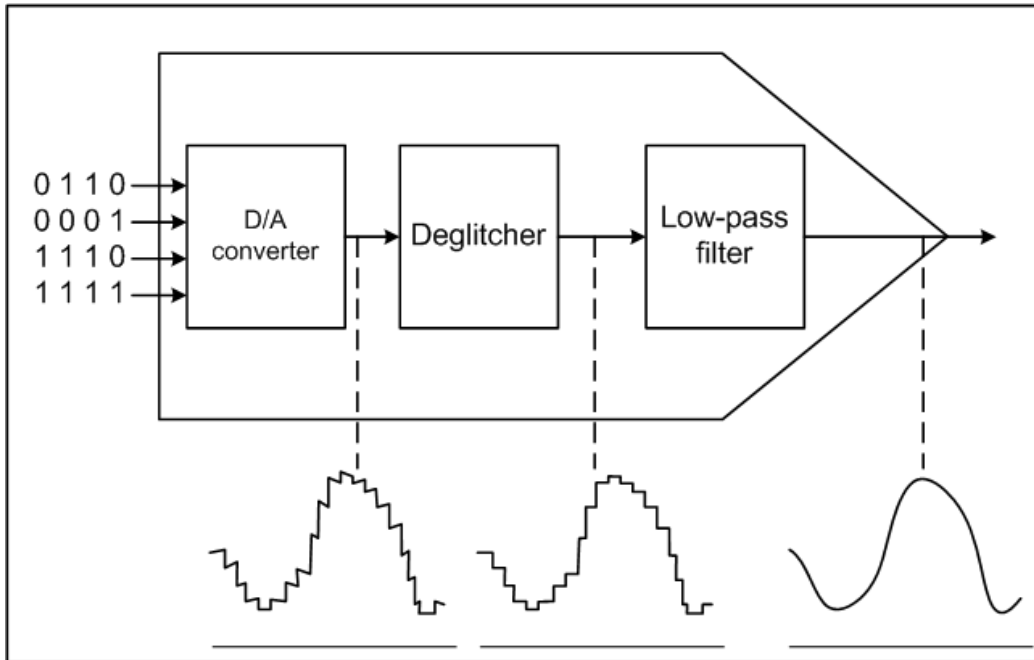 0 1 1 0
0 0 0 1
1 1 1 0
1 1 1 1
D/A
converter
Deglitcher
Low-pass
filter